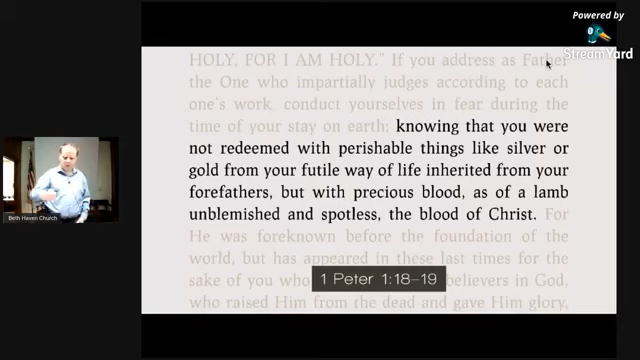 Powered by
StreamYard
HOLY, FOR I AM HOLY." If you address as Father
the One who impartially judges according to each
one's work, conduct yourselves in fear during the
time of your stay on earth; knowing that you were
not redeemed with perishable things like silver or
gold from your futile way of life inherited from your
forefathers, but with precious blood, as of a lamb
unblemished and spotless, the blood of Christ. For
He was foreknown before the foundation of the
world, but has appeared in these last times for the
sake of you who believers in God,
1 Peter 1:18–19
who raised Him from the dead and gave Him glory,
Beth Haven Church